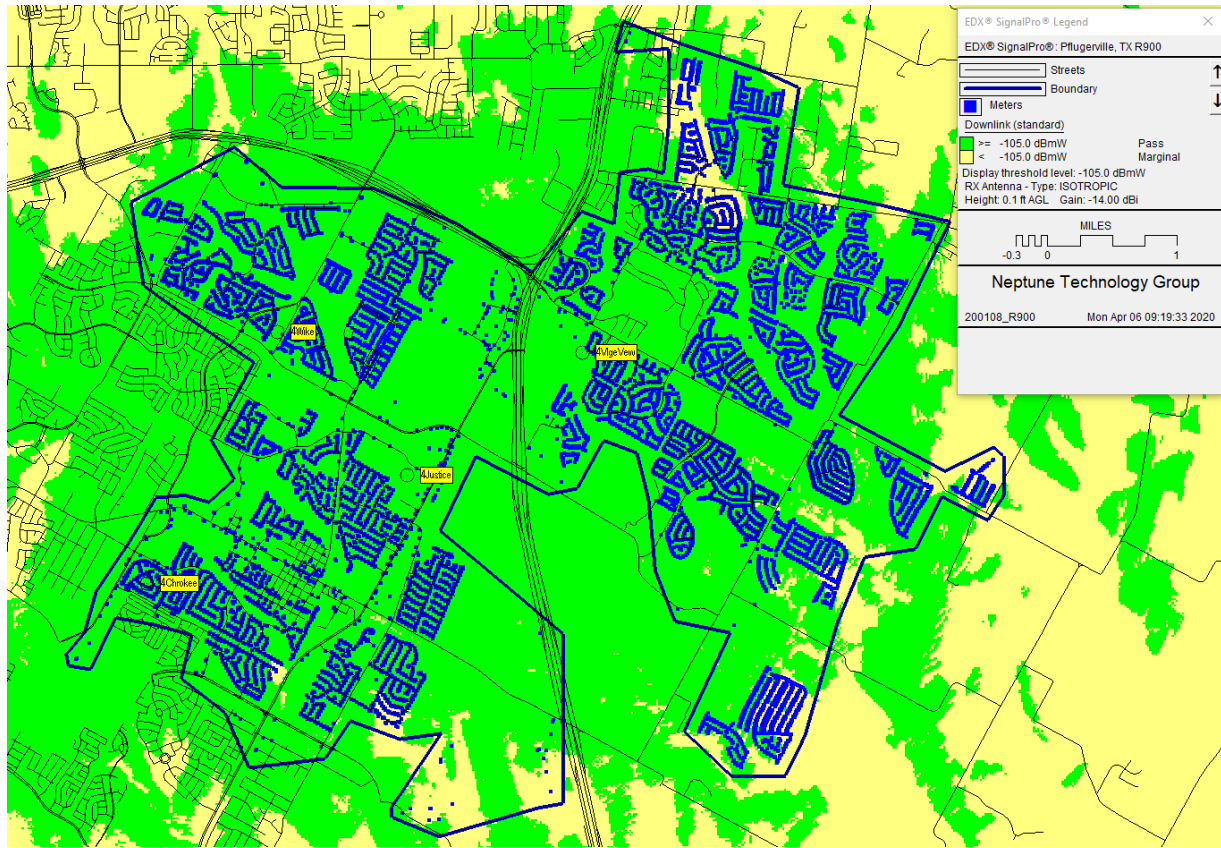 EDX® SignalPro® Legend
EDX® SignalPro®: Pflugerville, TX R900
Streets
Boundary
Meters
Downlink (standard)
>= -105.0 dBmW Pass
< -105.0 dBmW Marginal
Display threshold level: -105.0 dBmW
RX Antenna - Type: ISOTROPIC
Height: 0.1 ft AGL Gain: -14.00 dBi
MILES
-0.3 0 1
Neptune Technology Group
200108_R900 Mon Apr 06 09:19:33 2020
4Wike
4VlgeVew
4Justice
4Chrokee